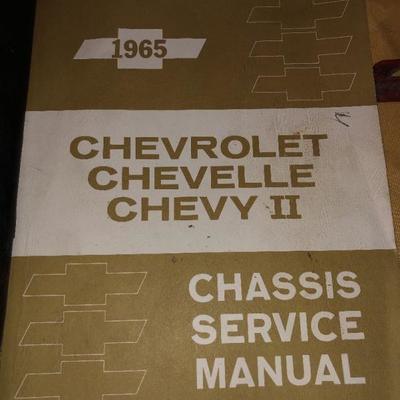 1965
CHEVROLET
CHEVELLE
CHEVY II
CHASSIS
SERVICE
MANUAL